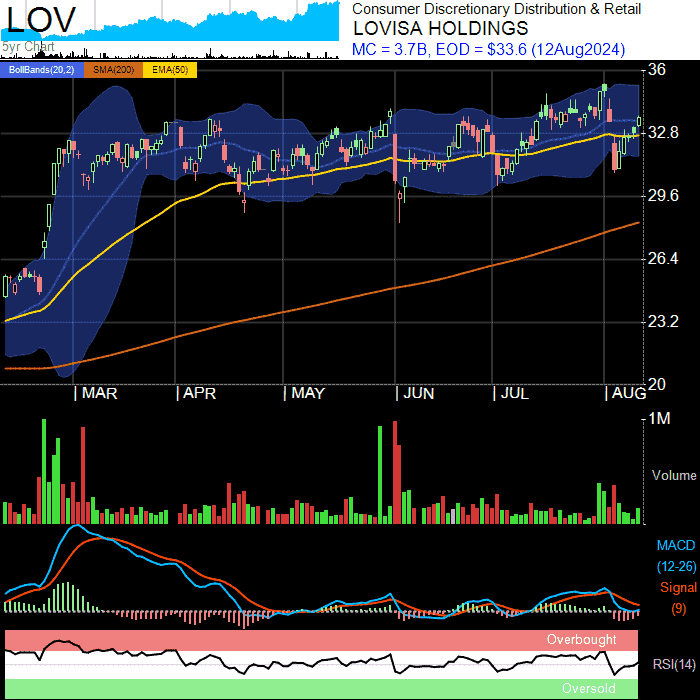 LOV
5yr Chart
Consumer Discretionary Distribution & Retail
LOVISA HOLDINGS
MC = 3.7B, EOD = $33.6 (12Aug2024)
BollBands(20,2) SMA(200) EMA(50)
36
32.8
29.6
26.4
23.2
20
MAR APR MAY JUN JUL AUG
1M
Volume
MACD
(12-26)
Signal
(9)
Overbought
RSI(14)
Oversold